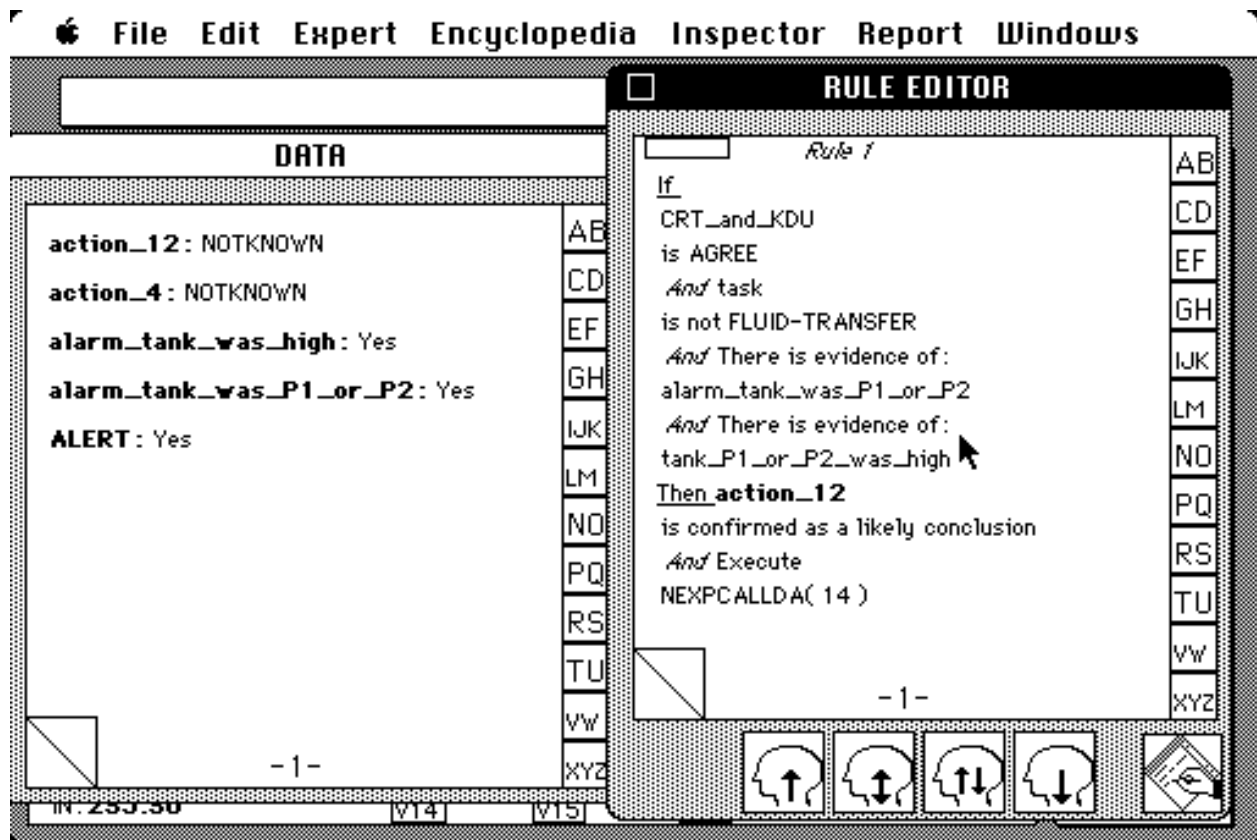 File Edit Expert Encyclopedia Inspector Report Windows
DATA
action_12: NOTKNOWN
action_4: NOTKNOWN
alarm_tank_was_high: Yes
alarm_tank_was_P1_or_P2: Yes
ALERT: Yes
AB
CD
EF
GH
IJK
LM
NO
PQ
RS
TU
VW
XYZ
-1-
V14
V15
RULE EDITOR
Rule 1
If
CRT_and_KDU
is AGREE
And task
is not FLUID-TRANSFER
And There is evidence of:
alarm_tank_was_P1_or_P2
And There is evidence of:
tank_P1_or_P2_was_high
Then action_12
is confirmed as a likely conclusion
And Execute
NEXPCALLDA( 14 )
-1-
AB
CD
EF
GH
IJK
LM
NO
PQ
RS
TU
VW
XYZ